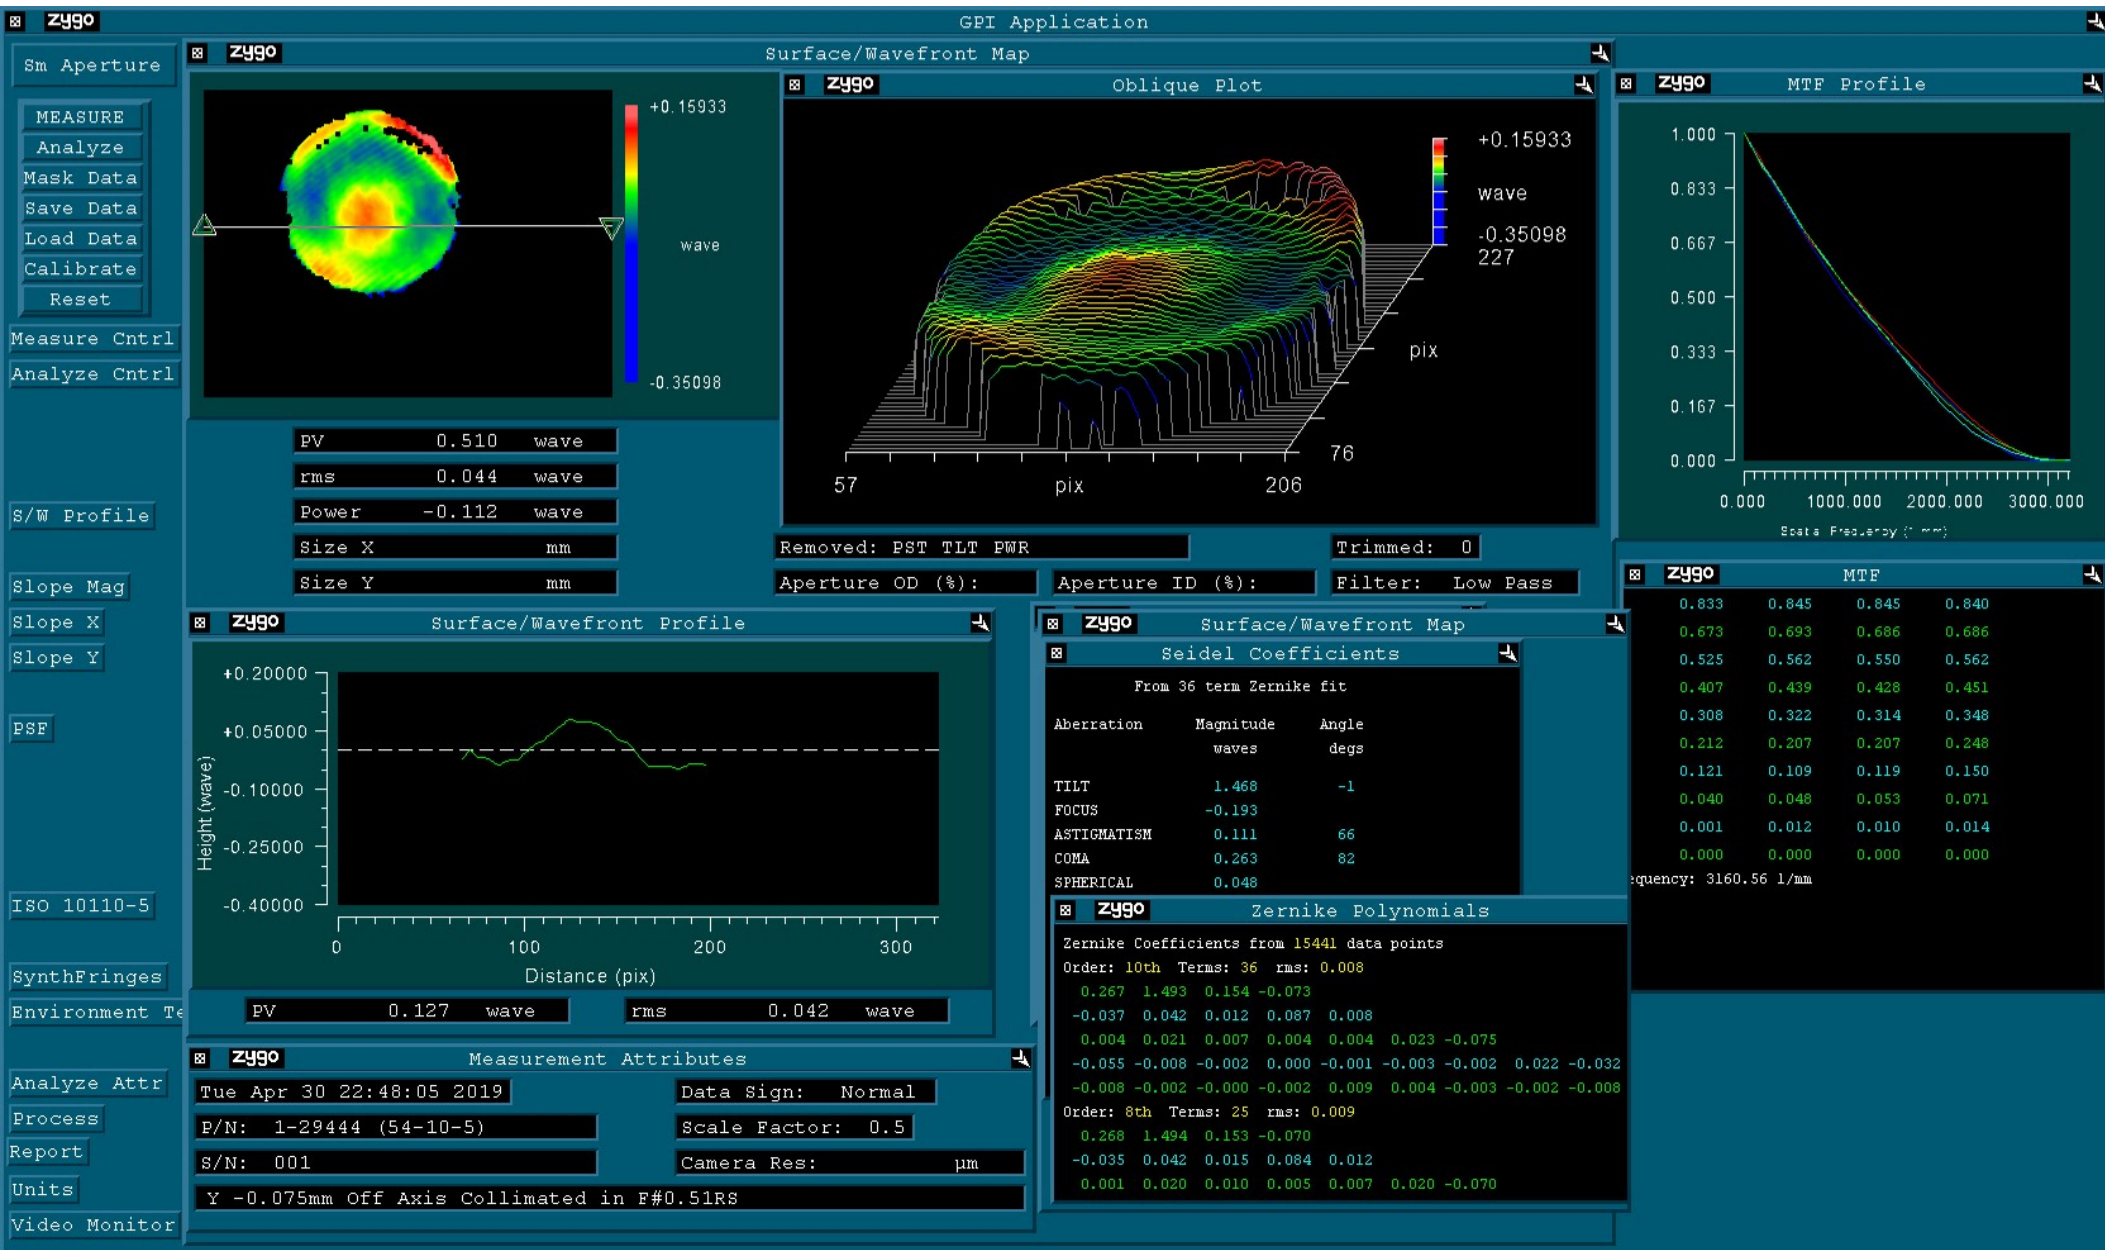 zygo GPI Application
Sm Aperture
MEASURE
Analyze
Mask Data
Save Data
Load Data
Calibrate
Reset
Measure Cntrl
Analyze Cntrl
S/W Profile
Slope Mag
Slope X
Slope Y
PSF
ISO 10110-5
SynthFringes
Environment Te
Analyze Attr
Process
Report
Units
Video Monitor
zygo Surface/Wavefront Map
+0.15933
wave
-0.35098
PV 0.510 wave
rms 0.044 wave
Power -0.112 wave
Size X mm
Size Y mm
zygo Oblique Plot
+0.15933
wave
-0.35098
227
pix
76
57 pix 206
Removed: PST TLT PWR
Trimmed: 0
Aperture OD (%):
Aperture ID (%):
Filter: Low Pass
zygo MTF Profile
1.000
0.833
0.667
0.500
0.333
0.167
0.000
0.000 1000.000 2000.000 3000.000
zygo MTF
0.833 0.845 0.845 0.840
0.673 0.693 0.686 0.686
0.525 0.562 0.550 0.562
0.407 0.439 0.428 0.451
0.308 0.322 0.314 0.348
0.212 0.207 0.207 0.248
0.121 0.109 0.119 0.150
0.040 0.048 0.053 0.071
0.001 0.012 0.010 0.014
0.000 0.000 0.000 0.000
equency: 3160.56 1/mm
zygo Surface/Wavefront Profile
+0.20000
+0.05000
-0.10000
-0.25000
-0.40000
Height (wave)
0 100 200 300
Distance (pix)
PV 0.127 wave
rms 0.042 wave
zygo Surface/Wavefront Map
Seidel Coefficients
From 36 term Zernike fit
Aberration Magnitude Angle
waves degs
TILT 1.468 -1
FOCUS -0.193
ASTIGMATISM 0.111 66
COMA 0.263 82
SPHERICAL 0.048
zygo Zernike Polynomials
Zernike Coefficients from 15441 data points
Order: 10th Terms: 36 rms: 0.008
0.267 1.493 0.154 -0.073
-0.037 0.042 0.012 0.087 0.008
0.004 0.021 0.007 0.004 0.004 0.023 -0.075
-0.055 -0.008 -0.002 0.000 -0.001 -0.003 -0.002 0.022 -0.032
-0.008 -0.002 -0.000 -0.002 0.009 0.004 -0.003 -0.002 -0.008
Order: 8th Terms: 25 rms: 0.009
0.268 1.494 0.153 -0.070
-0.035 0.042 0.015 0.084 0.012
0.001 0.020 0.010 0.005 0.007 0.020 -0.070
zygo Measurement Attributes
Tue Apr 30 22:48:05 2019
Data Sign: Normal
P/N: 1-29444 (54-10-5)
Scale Factor: 0.5
S/N: 001
Camera Res: µm
Y -0.075mm Off Axis Collimated in F#0.51RS